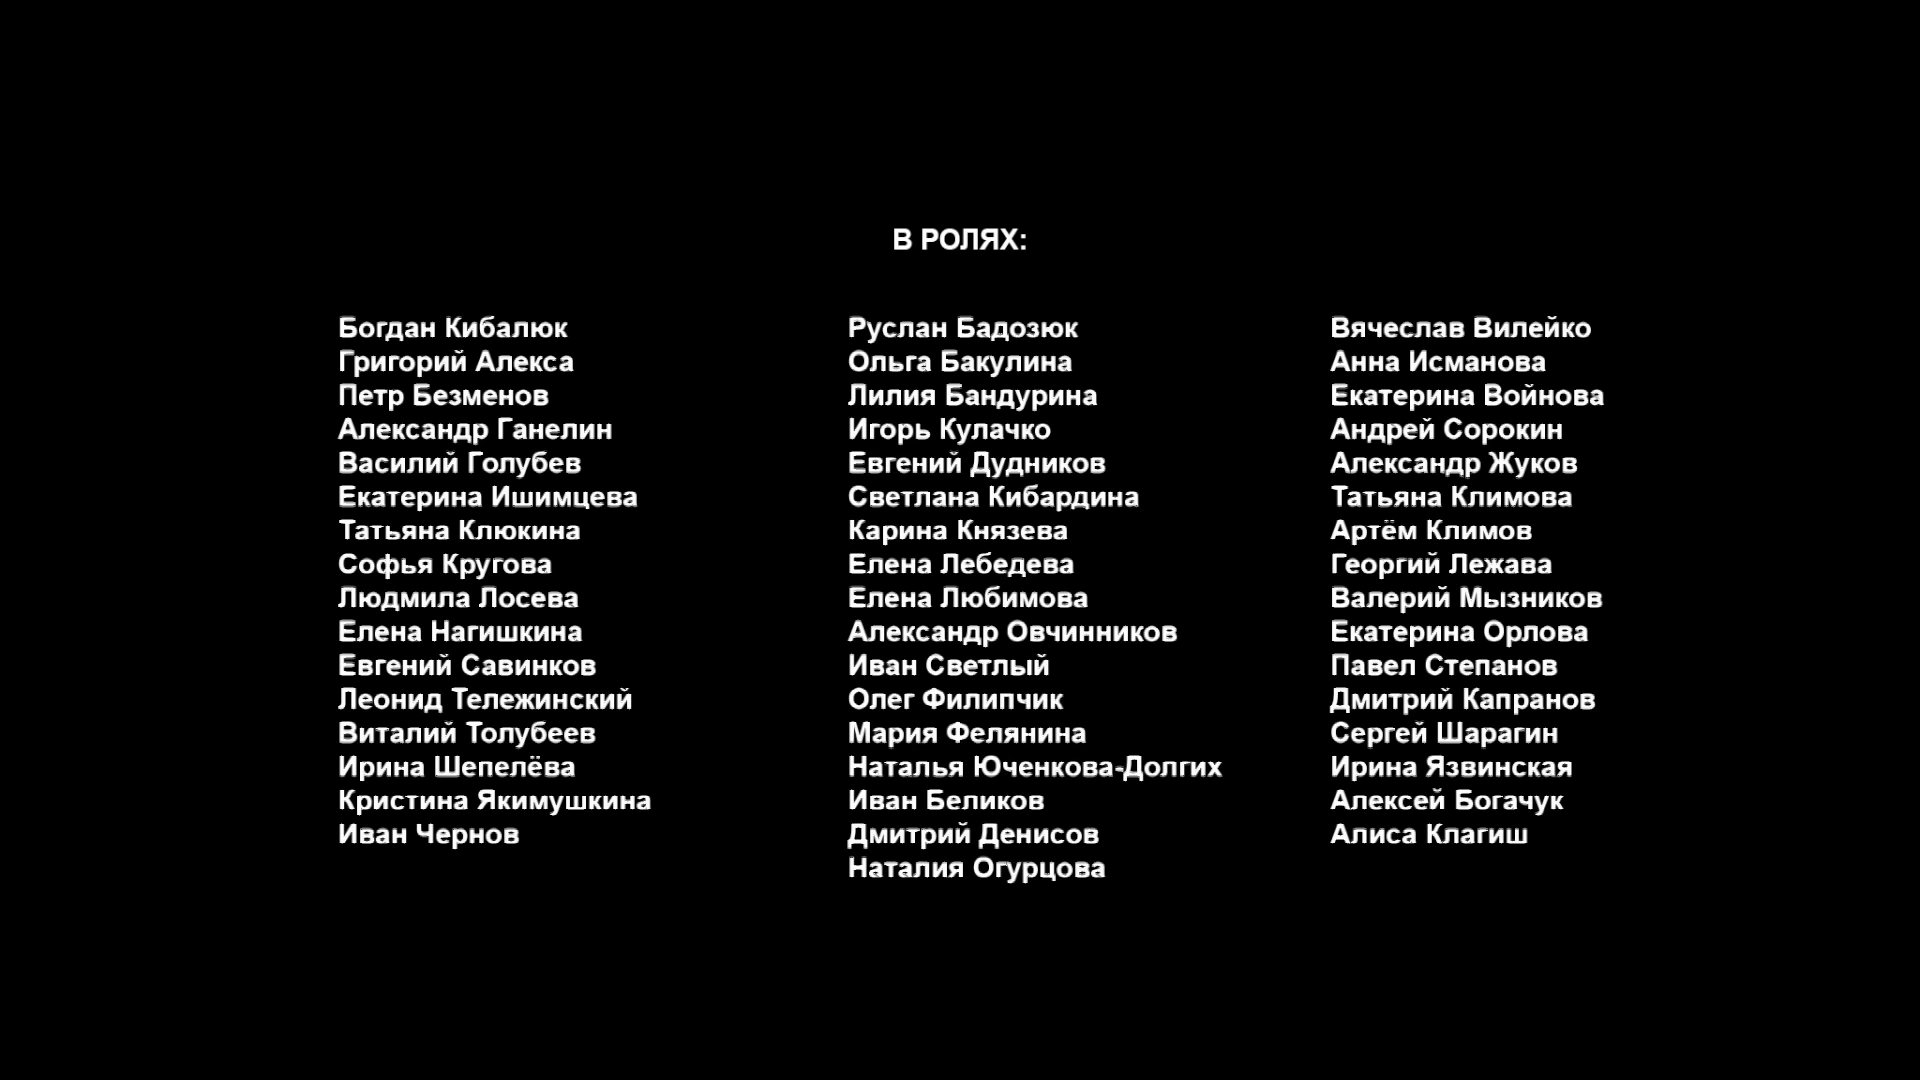 В РОЛЯХ:
Богдан Кибалюк
Григорий Алекса
Петр Безменов
Александр Ганелин
Василий Голубев
Екатерина Ишимцева
Татьяна Клюкина
Софья Кругова
Людмила Лосева
Елена Нагишкина
Евгений Савинков
Леонид Тележинский
Виталий Толубеев
Ирина Шепелёва
Кристина Якимушкина
Иван Чернов
Руслан Бадозюк
Ольга Бакулина
Лилия Бандурина
Игорь Кулачко
Евгений Дудников
Светлана Кибардина
Карина Князева
Елена Лебедева
Елена Любимова
Александр Овчинников
Иван Светлый
Олег Филипчик
Мария Фелянина
Наталья Юченкова-Долгих
Иван Беликов
Дмитрий Денисов
Наталия Огурцова
Вячеслав Вилейко
Анна Исманова
Екатерина Войнова
Андрей Сорокин
Александр Жуков
Татьяна Климова
Артём Климов
Георгий Лежава
Валерий Мызников
Екатерина Орлова
Павел Степанов
Дмитрий Капранов
Сергей Шарагин
Ирина Язвинская
Алексей Богачук
Алиса Клагиш